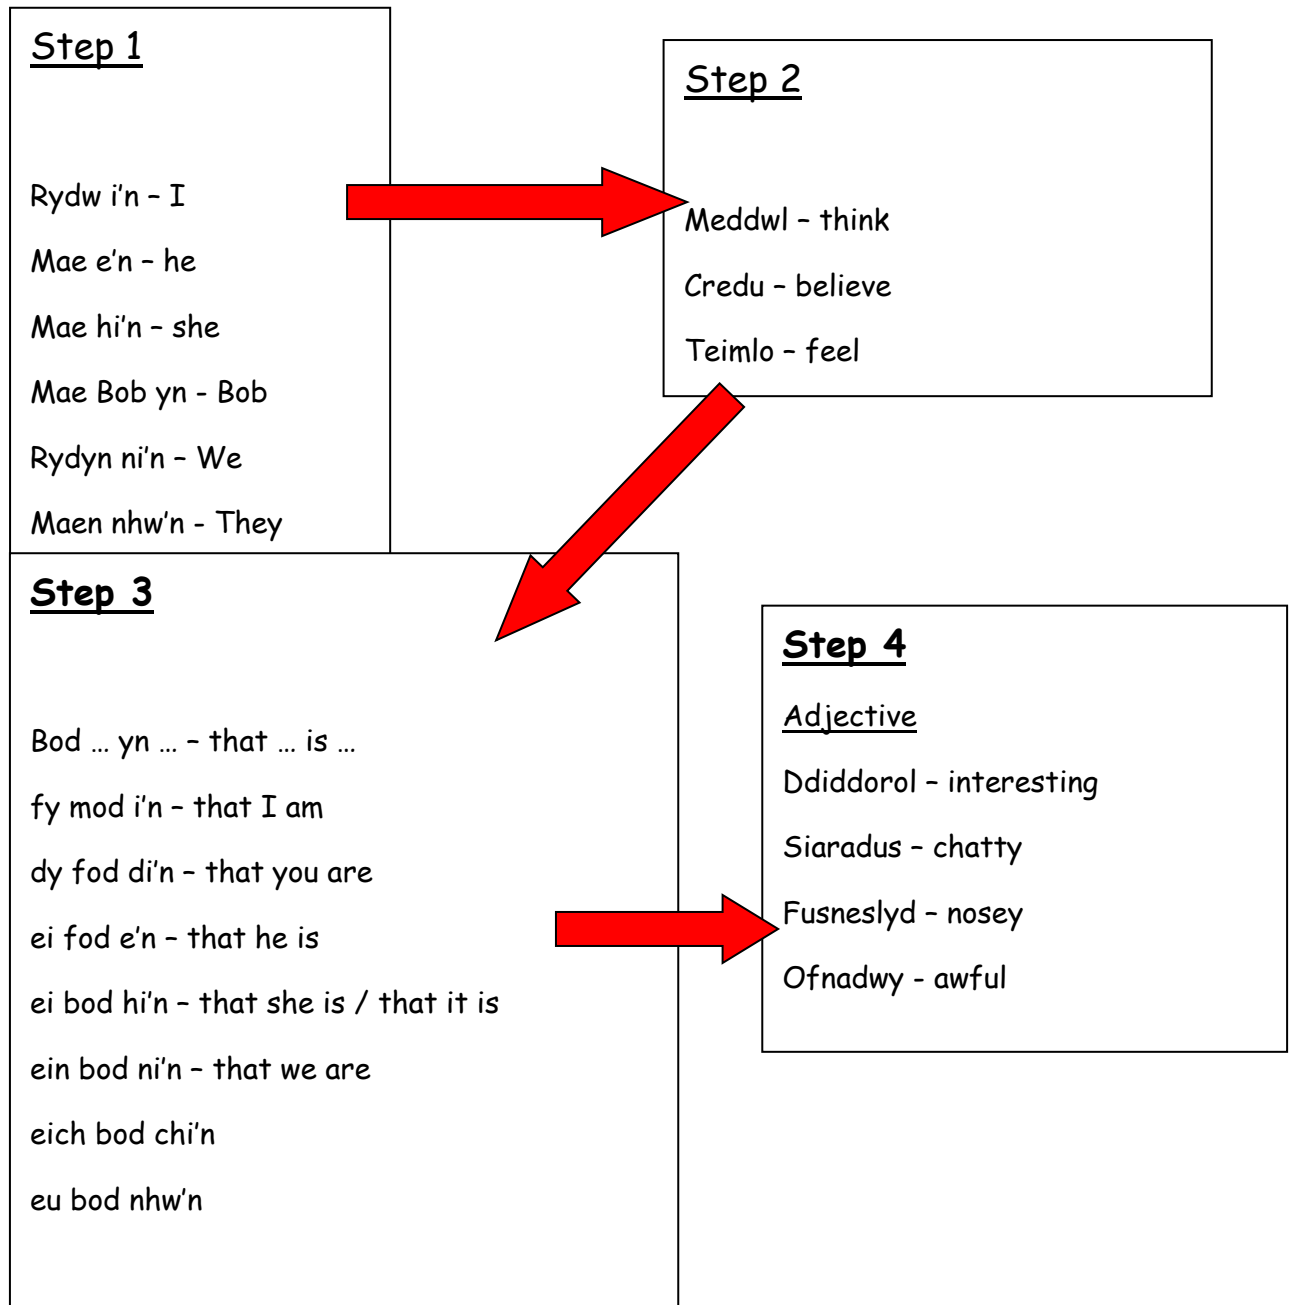 Step 1
Rydw i'n – I
Mae e'n – he
Mae hi'n – she
Mae Bob yn - Bob
Rydyn ni'n – We
Maen nhw'n - They
Step 2
Meddwl – think
Credu – believe
Teimlo – feel
Step 3
Bod … yn … – that … is …
fy mod i'n – that I am
dy fod di'n – that you are
ei fod e'n – that he is
ei bod hi'n – that she is / that it is
ein bod ni'n – that we are
eich bod chi'n
eu bod nhw'n
Step 4
Adjective
Ddiddorol – interesting
Siaradus – chatty
Fusneslyd – nosey
Ofnadwy - awful